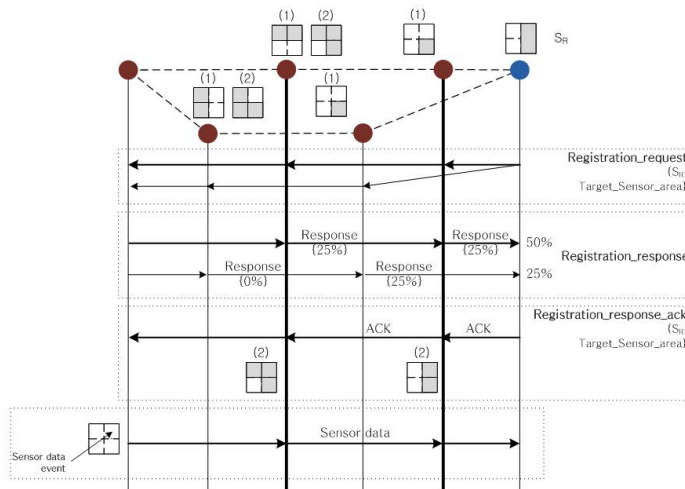 (1)
(2)
(1)
S_R
(1)
(2)
(1)
Registration_request
{S_R
Target_Sensor_area}
Response
{25%}
Response
{25%}
50%
Registration_response
Response
{0%}
Response
{25%}
25%
Registration_response_ack
{S_R
Target_Sensor_area}
ACK
ACK
(2)
(2)
Sensor data
Sensor data
event